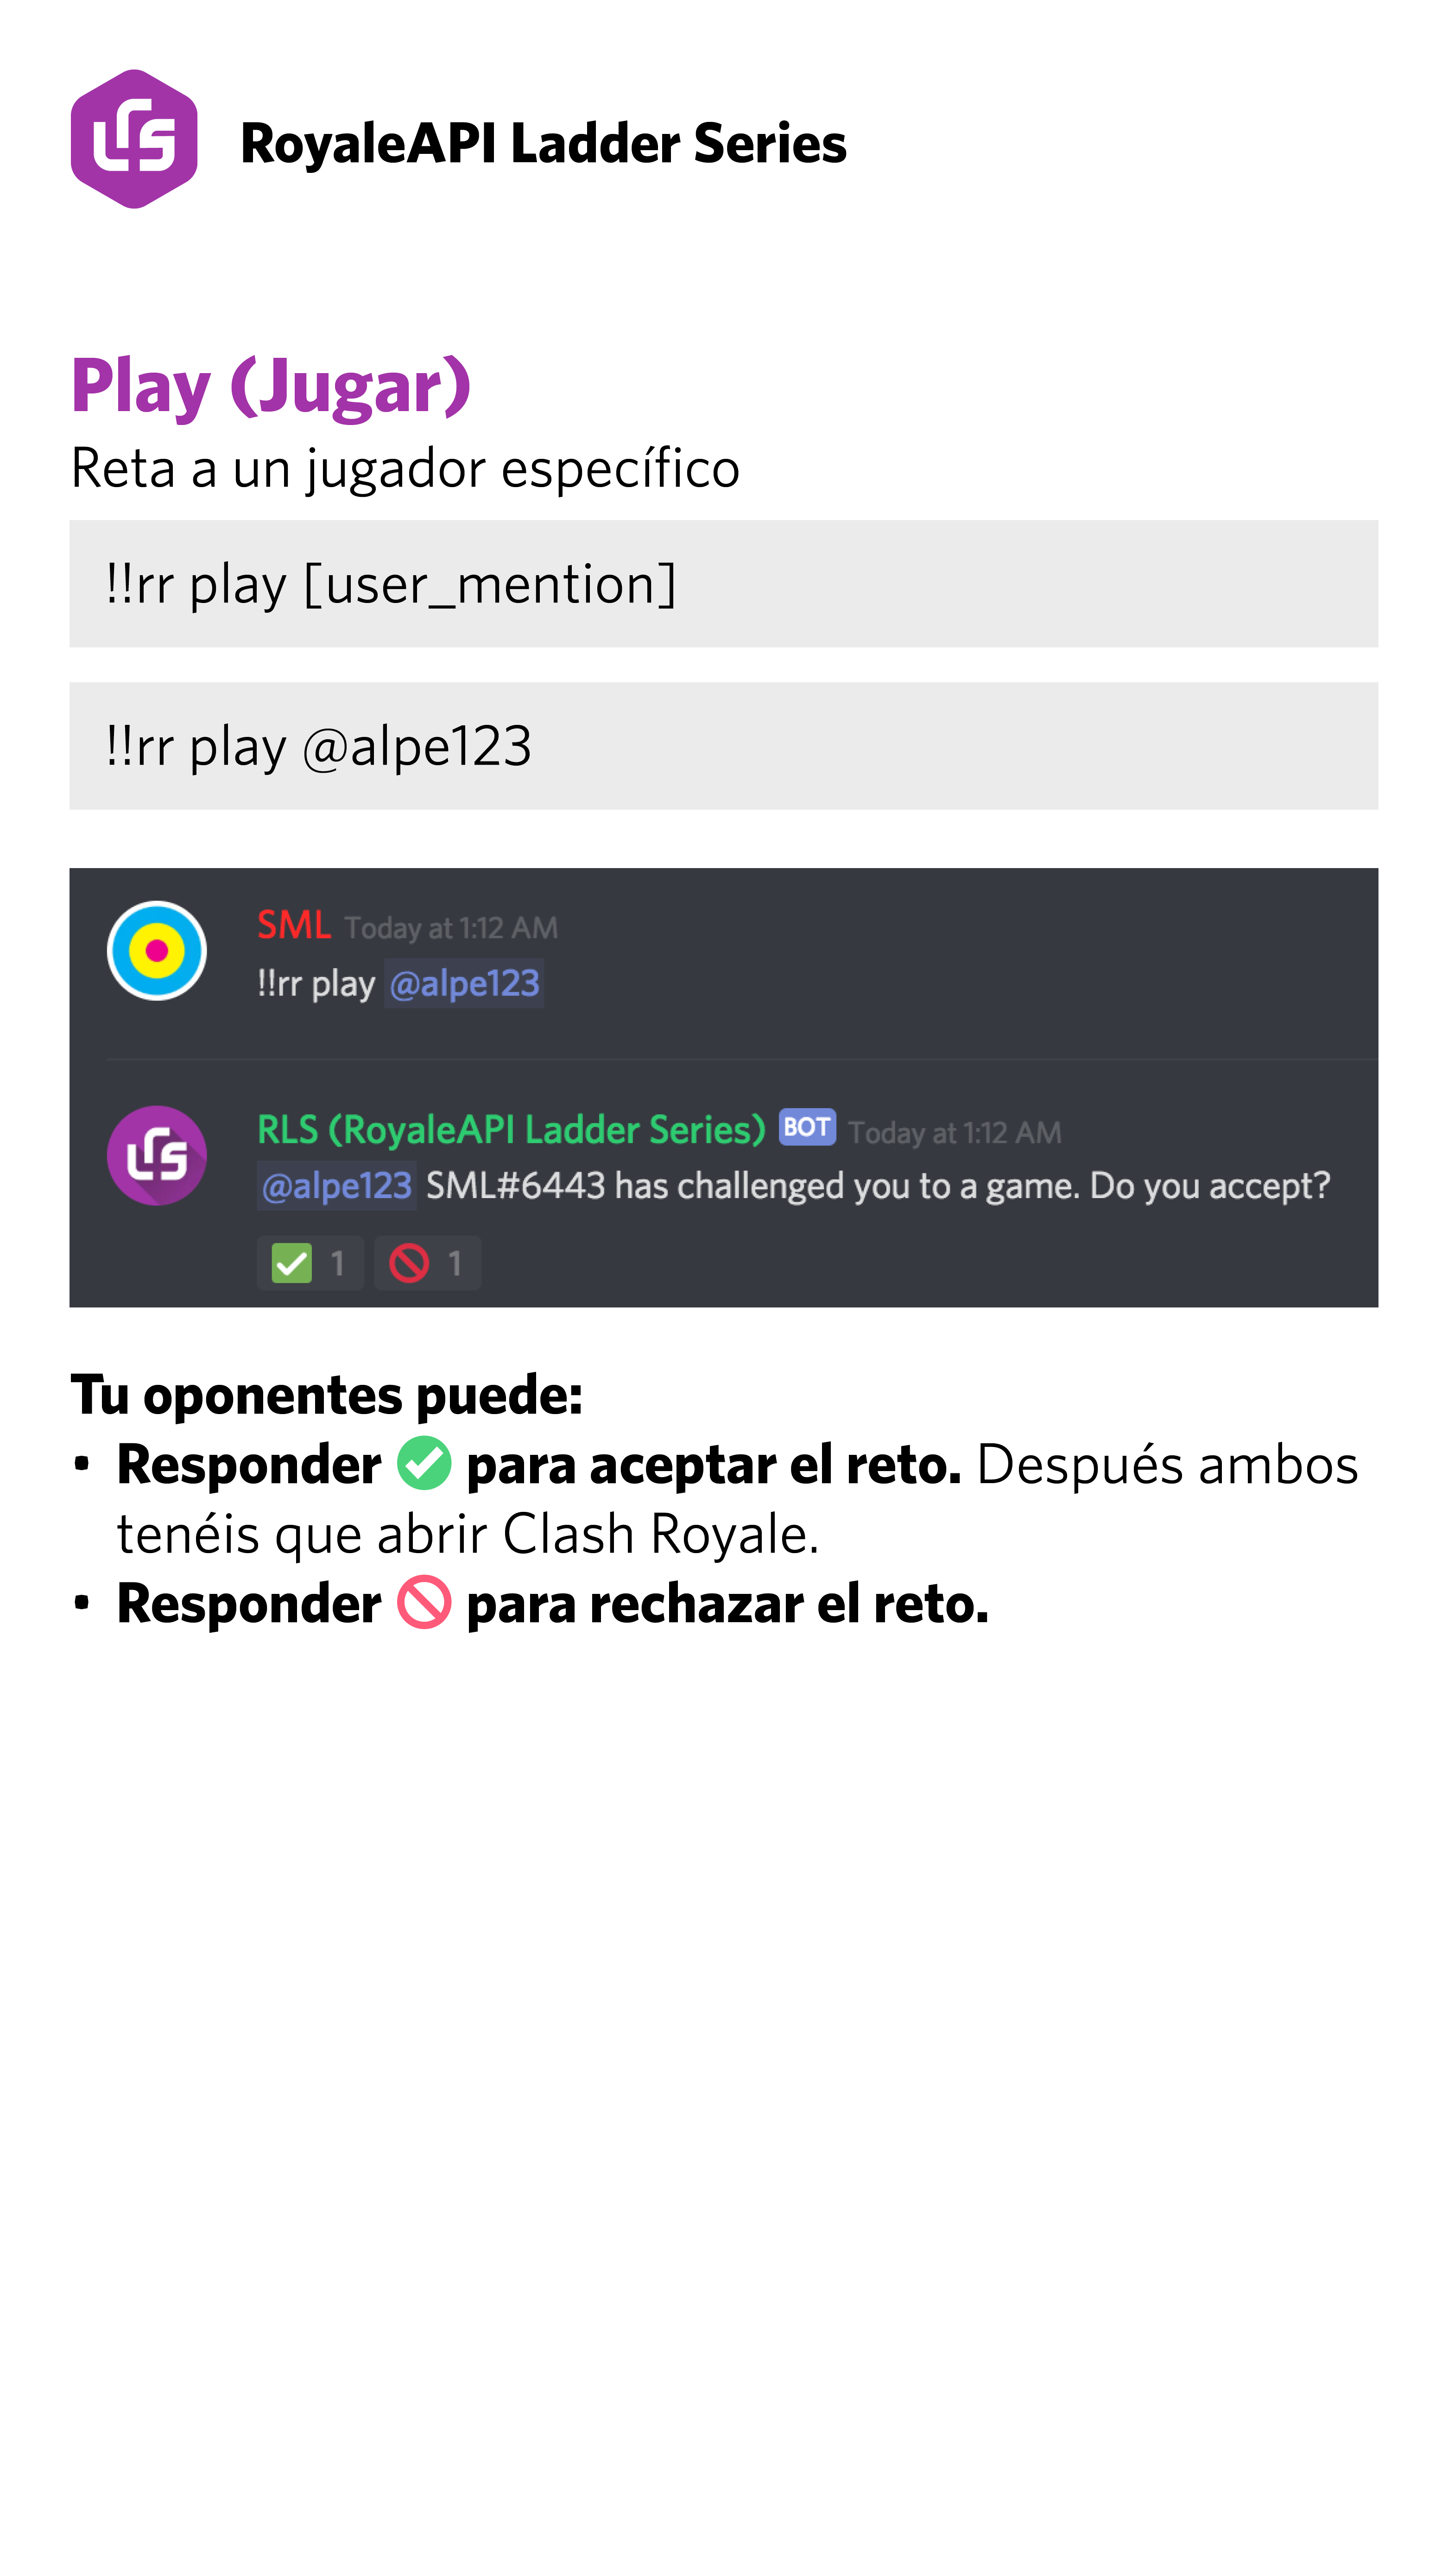 RoyaleAPI Ladder Series
Play (Jugar)
Reta a un jugador específico
!!rr play [user_mention]
!!rr play @alpe123
SML Today at 1:12 AM
!!rr play @alpe123
RLS (RoyaleAPI Ladder Series) BOT Today at 1:12 AM
@alpe123 SML#6443 has challenged you to a game. Do you accept?
✅ 1 🚫 1
Tu oponentes puede:
• Responder ✅ para aceptar el reto. Después ambos
tenéis que abrir Clash Royale.
• Responder 🚫 para rechazar el reto.